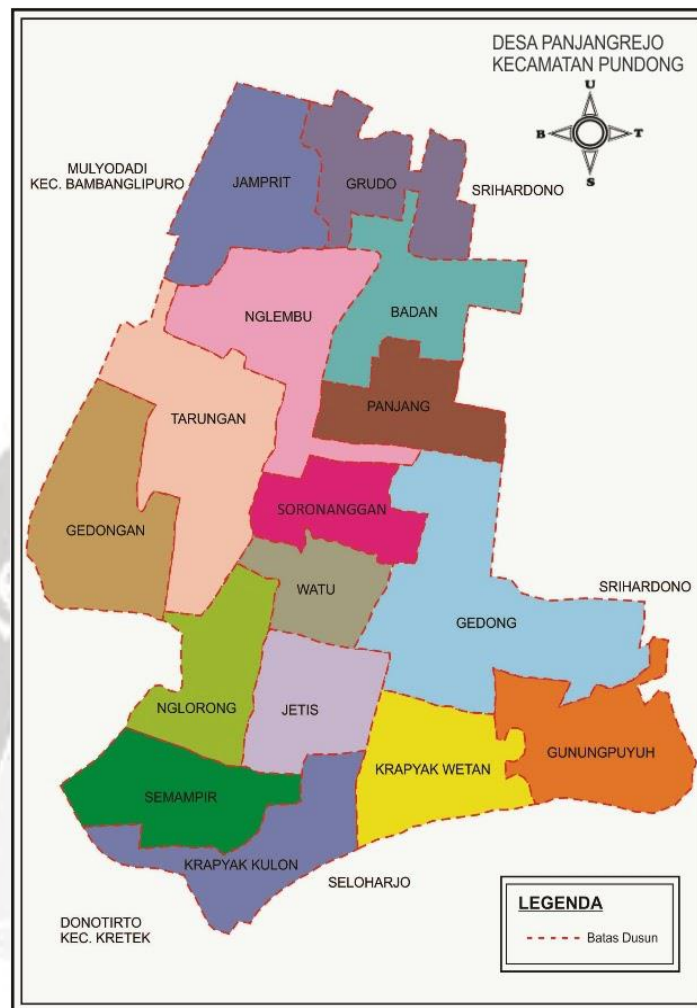 DESA PANJANGREJO
KECAMATAN PUNDONG
U
B
T
S
MULYODADI
KEC. BAMBANGLIPURO
JAMPRIT
GRUDO
SRIHARDONO
NGLEMBU
BADAN
TARUNGAN
PANJANG
GEDONGAN
SORONANGGAN
WATU
SRIHARDONO
GEDONG
NGLORONG
JETIS
GUNUNGPUYUH
KRAPYAK WETAN
SEMAMPIR
KRAPYAK KULON
SELOHARJO
DONOTIRTO
KEC. KRETEK
LEGENDA
Batas Dusun